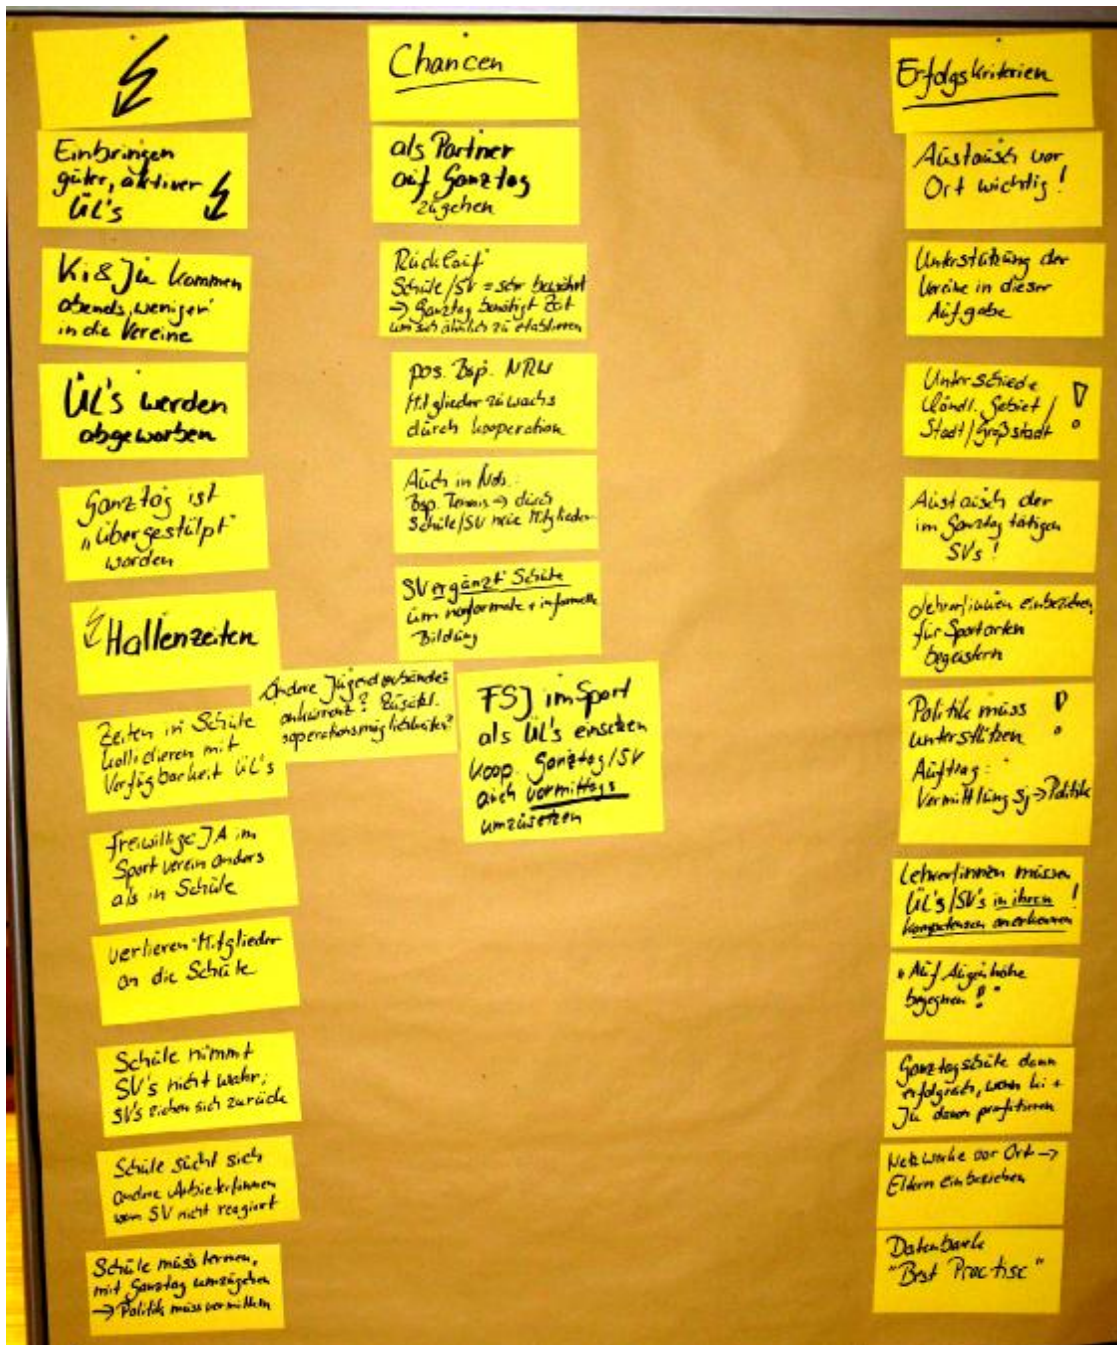 Einbringen
guter, aktiver
ÜL's
Ki & Ju kommen
abends "weniger"
in die Vereine
ÜL's werden
abgeworben
Ganztag ist
"übergestülpt"
worden
Hallenzeiten
Zeiten in Schule
kollidieren mit
Verfügbarkeit ÜL's
freiwillige JA im
Sportverein anders
als in Schule
verlieren Mitglieder
an die Schule
Schule nimmt
SV's nicht wahr;
SV's ziehen sich zurück
Schule sucht sich
andere Anbieter/innen
wenn SV nicht reagiert
Schule muss lernen,
mit Ganztag umzugehen
→ Politik muss vermitteln
Chancen
als Partner
auf Ganztag
zugehen
Rücklauf
Schule/SV = sehr bewährt
→ Ganztag benötigt Zeit
um sich ähnlich zu etablieren
pos. Bsp. NRW
Mitgliederzuwachs
durch Kooperation
Auch in Nds.:
Bsp. Tennis → durch
Schule/SV neue Mitglieder
SV ergänzt Schule
um nonformale + informelle
Bildung
Andere Jugendverbände:
Zusätzl.
FSJ im Sport
als ÜL's einsetzen
Koop. Ganztag/SV
auch vormittags
umzusetzen
Erfolgskriterien
Austausch vor
Ort wichtig!
Unterstützung der
Vereine in dieser
Aufgabe
Unterschiede
ländl. Gebiet/
Stadt/Großstadt !
Austausch der
im Ganztag tätigen
SVs!
Lehrer/innen einbeziehen,
für Sportarten
begeistern
Politik muss !
unterstützen
Auftrag:
Vermittlung Sj → Politik
Lehrer/innen müssen
ÜL's/SV's in ihren !
Kompetenzen anerkennen
"Auf Augenhöhe
begegnen!"
Ganztagschule dann
erfolgreich, wenn Ki +
Ju davon profitieren
Netzwerke vor Ort →
Eltern einbeziehen
Datenbank
"Best Practise"